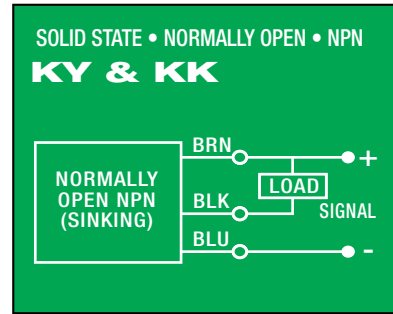 SOLID STATE • NORMALLY OPEN • NPN
KY & KK
NORMALLY
OPEN NPN
(SINKING)
BRN
+
LOAD
BLK
SIGNAL
BLU
-